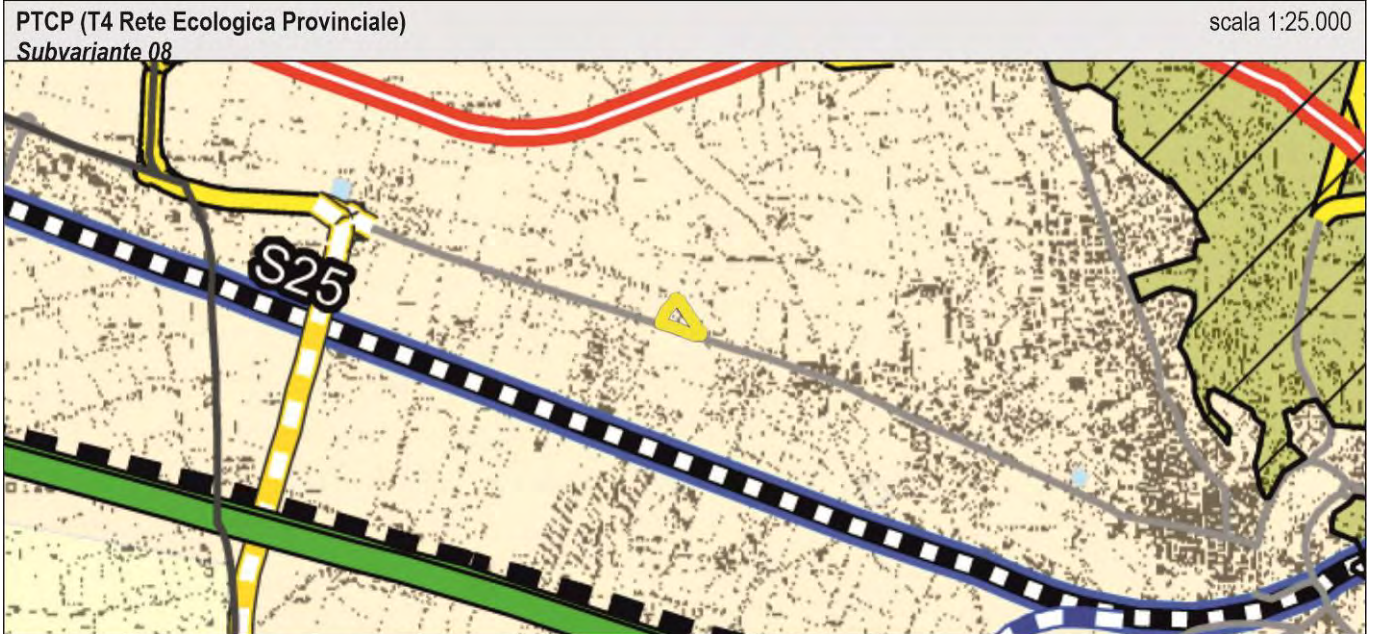 PTCP (T4 Rete Ecologica Provinciale)
scala 1:25.000
Subvariante 08
S25